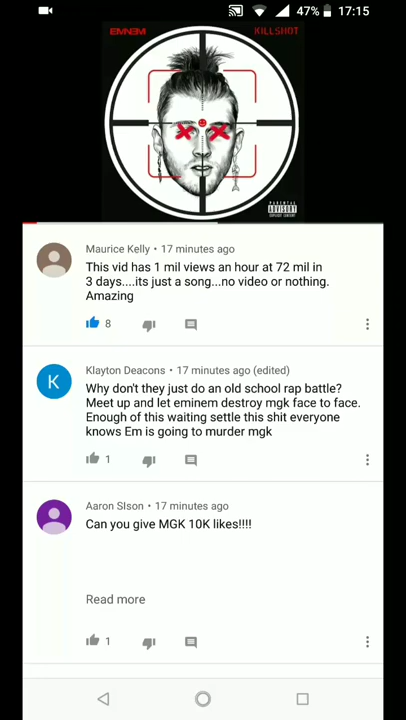 47% 17:15
EMINEM KILLSHOT
PARENTAL
ADVISORY
EXPLICIT CONTENT
Maurice Kelly • 17 minutes ago
This vid has 1 mil views an hour at 72 mil in
3 days....its just a song...no video or nothing.
Amazing
8
K
Klayton Deacons • 17 minutes ago (edited)
Why don't they just do an old school rap battle?
Meet up and let eminem destroy mgk face to face.
Enough of this waiting settle this shit everyone
knows Em is going to murder mgk
1
Aaron SIson • 17 minutes ago
Can you give MGK 10K likes!!!!
Read more
1